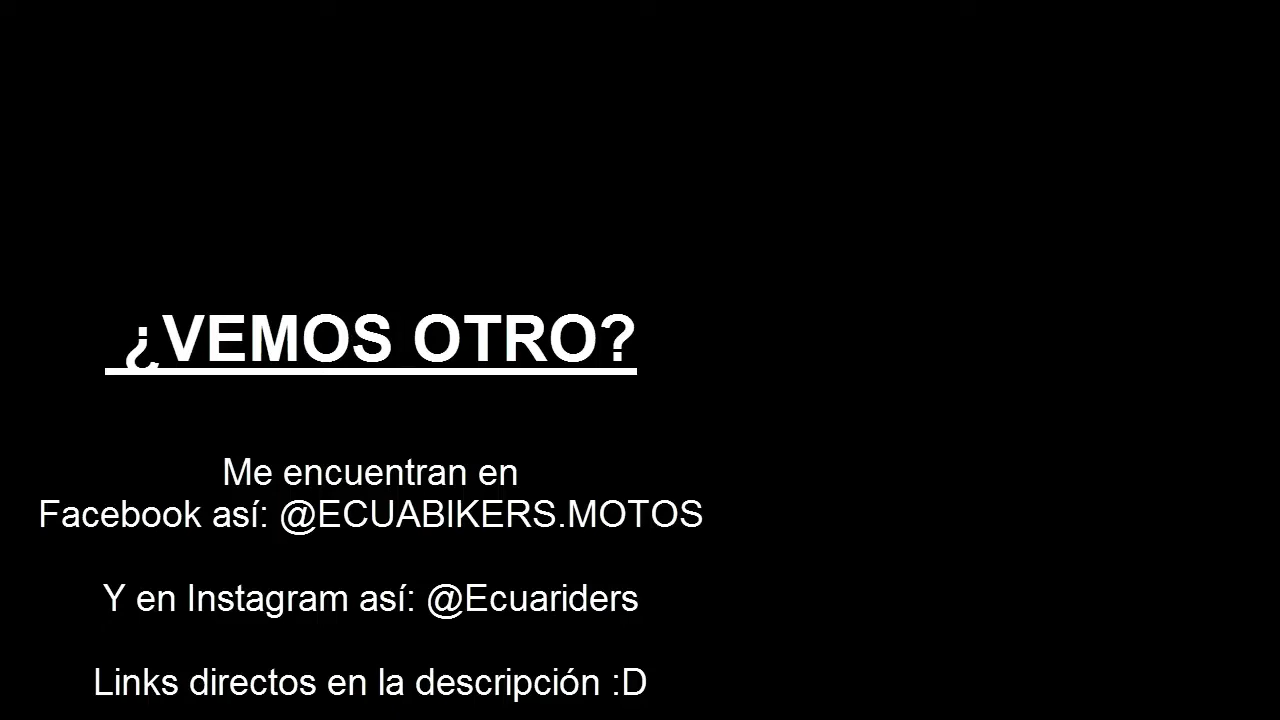 ¿VEMOS OTRO?
Me encuentran en
Facebook así: @ECUABIKERS.MOTOS
Y en Instagram así: @Ecuariders
Links directos en la descripción :D